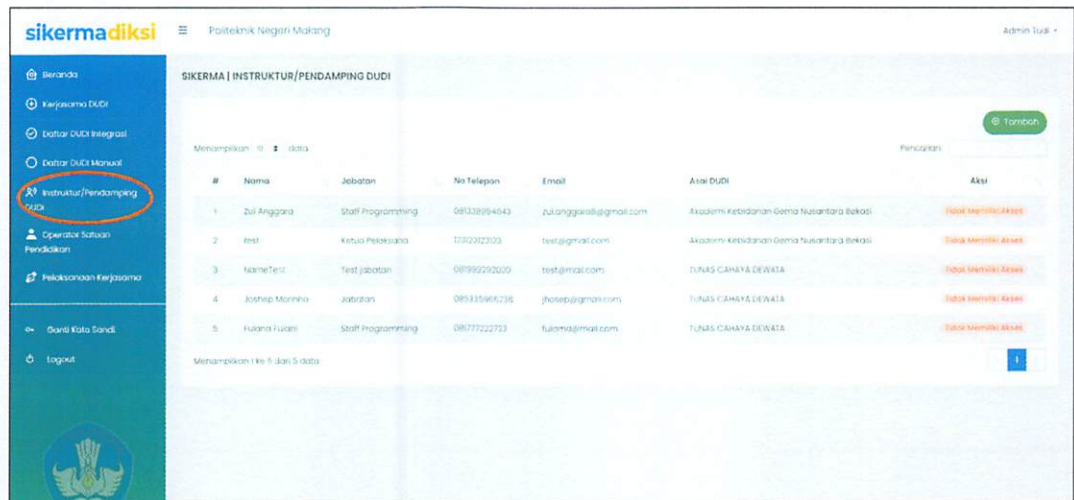 sikermadiksi
Politeknik Negeri Malang
Admin Tudi
Beranda
Kerjasama DUDI
Daftar DUDI Integrasi
Daftar DUDI Manual
Instruktur/Pendamping
DUDI
Operator Satuan
Pendidikan
Pelaksanaan Kerjasama
Ganti Kata Sandi
Logout
SIKERMA | INSTRUKTUR/PENDAMPING DUDI
Tambah
Menampilkan data
Pencarian
# Nama Jabatan No Telepon Email Asal DUDI Aksi
1 Zul Anggara Staff Programming Akademi Kebidanan Gema Nusantara Bekasi Tidak Memiliki Akses
2 test Ketua Pelaksana test@gmail.com Akademi Kebidanan Gema Nusantara Bekasi Tidak Memiliki Akses
3 NameTest Test jabatan test@mail.com TUNAS CAHAYA DEWATA Tidak Memiliki Akses
4 Joshep Morinho Jabatan jhosep@gmail.com TUNAS CAHAYA DEWATA Tidak Memiliki Akses
5 Fulana Fulani Staff Programming 081777222723 fulama@mail.com TUNAS CAHAYA DEWATA Tidak Memiliki Akses
Menampilkan 1 ke 5 dari 5 data
1